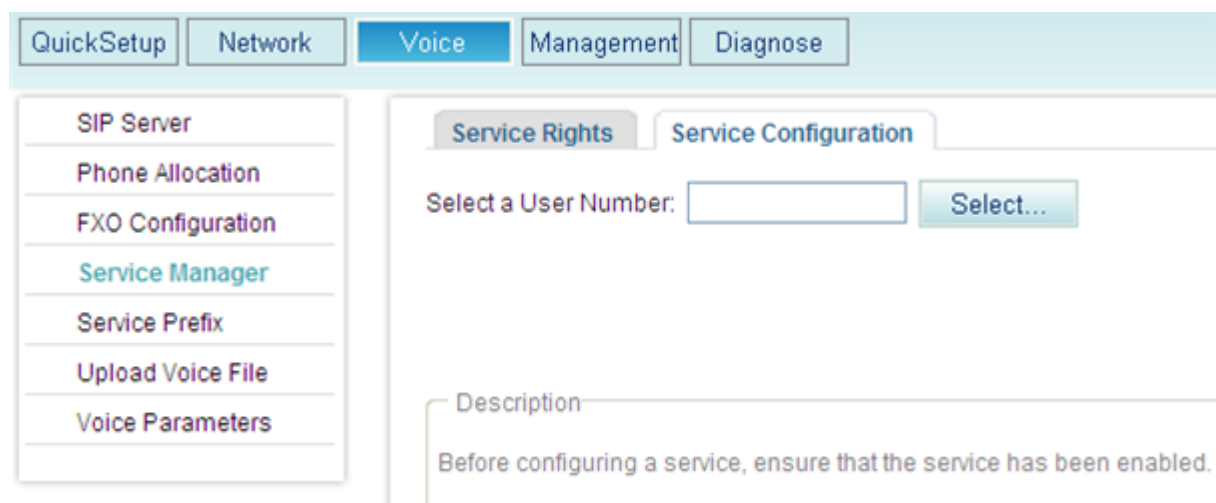 QuickSetup Network Voice Management Diagnose
SIP Server
Phone Allocation
FXO Configuration
Service Manager
Service Prefix
Upload Voice File
Voice Parameters
Service Rights Service Configuration
Select a User Number: Select...
Description
Before configuring a service, ensure that the service has been enabled.